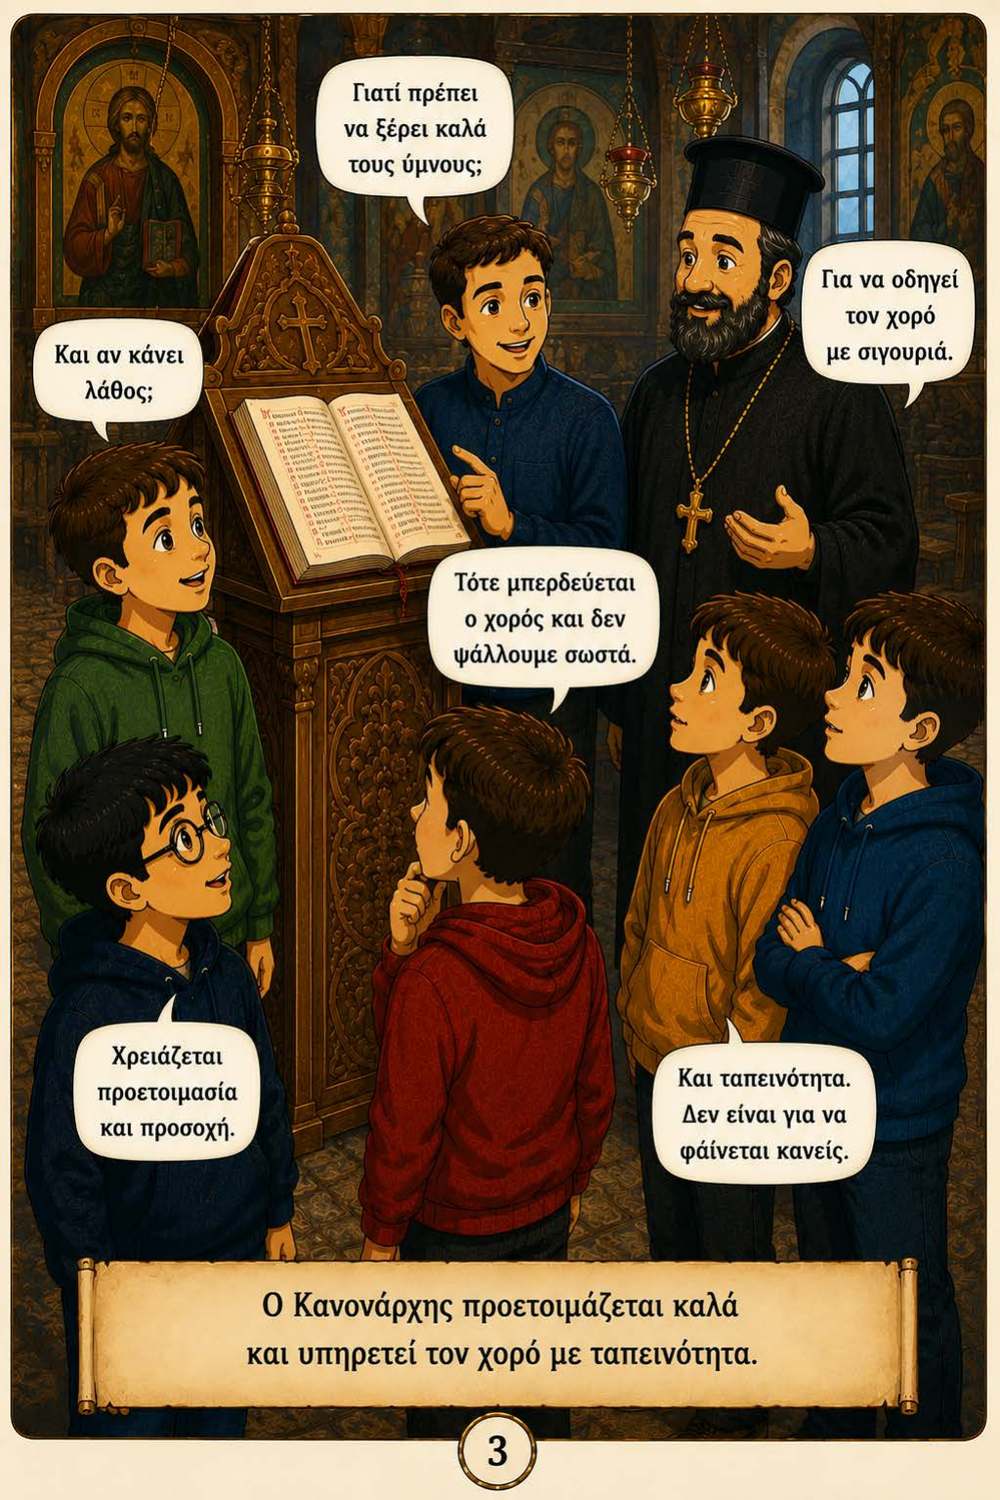 Γιατί πρέπει
να ξέρει καλά
τους ύμνους;
Για να οδηγεί
τον χορό
με σιγουριά.
Και αν κάνει
λάθος;
Τότε μπερδεύεται
ο χορός και δεν
ψάλλουμε σωστά.
Χρειάζεται
προετοιμασία
και προσοχή.
Και ταπεινότητα.
Δεν είναι για να
φάίνεται κανείς.
Ο Κανονάρχης προετοιμάζεται καλά
και υπηρετεί τον χορό με ταπεινότητα.
3